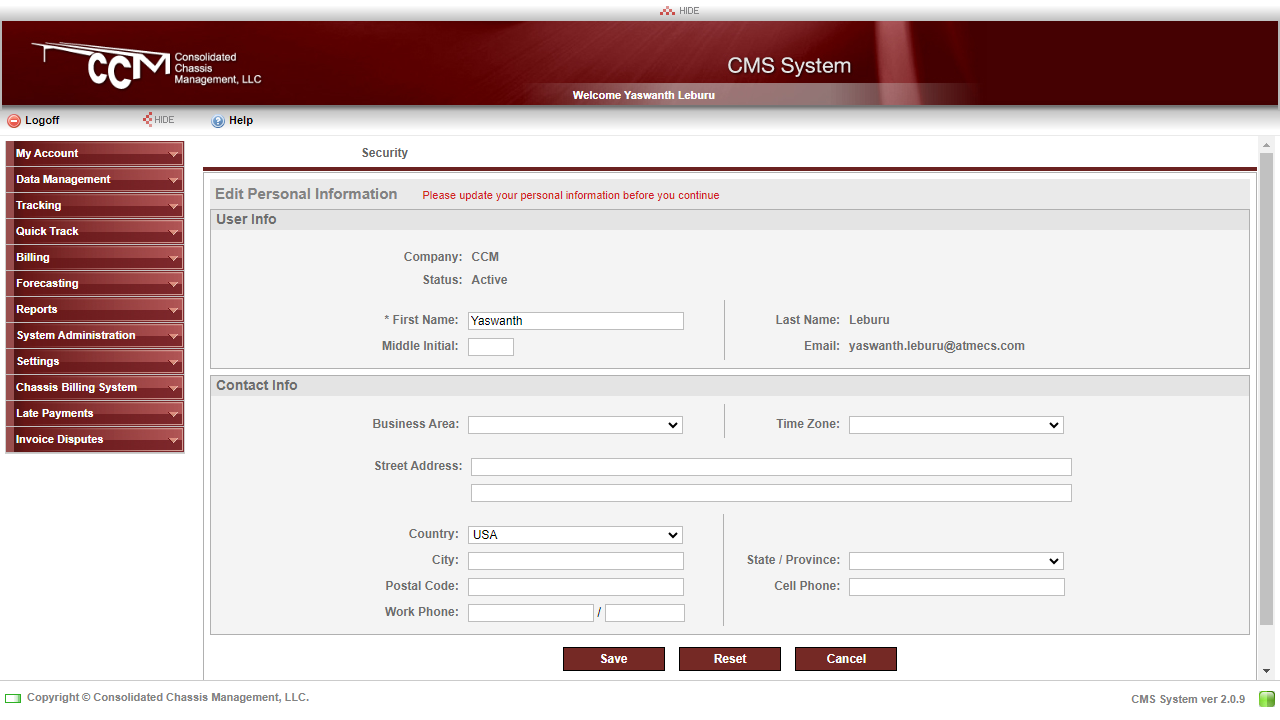 HIDE
CCM Consolidated
Chassis
Management, LLC
CMS System
Welcome Yaswanth Leburu
Logoff HIDE Help
My Account
Data Management
Tracking
Quick Track
Billing
Forecasting
Reports
System Administration
Settings
Chassis Billing System
Late Payments
Invoice Disputes
Security
Edit Personal Information Please update your personal information before you continue
User Info
Company: CCM
Status: Active
* First Name: Yaswanth Last Name: Leburu
Middle Initial: Email: yaswanth.leburu@atmecs.com
Contact Info
Business Area: Time Zone:
Street Address:
Country: USA
City: State / Province:
Postal Code: Cell Phone:
Work Phone: /
Save Reset Cancel
Copyright © Consolidated Chassis Management, LLC. CMS System ver 2.0.9